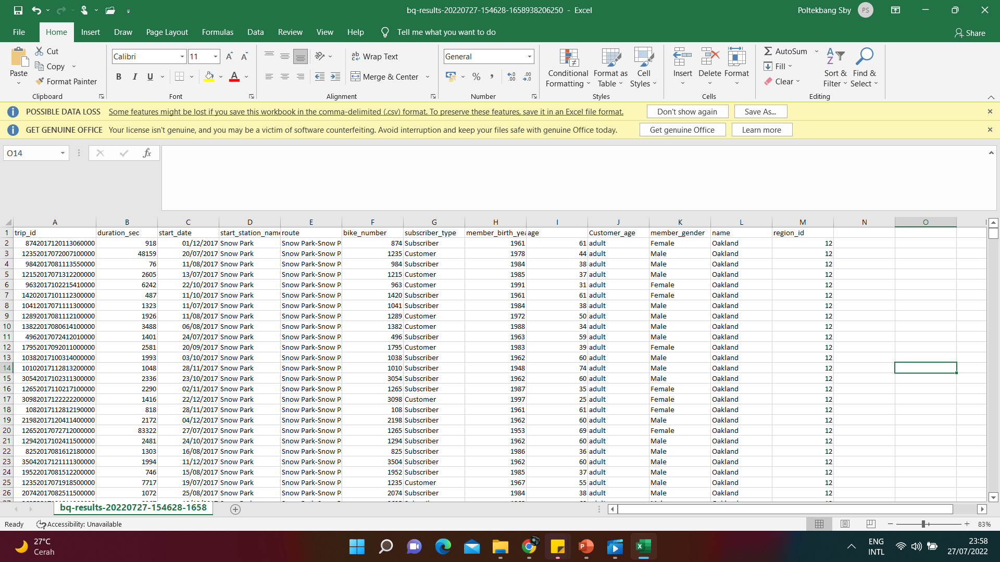 bq-results-20220727-154628-1658938206250 - Excel
Poltekbang Sby PS
File Home Insert Draw Page Layout Formulas Data Review View Help Tell me what you want to do Share
Paste Cut Copy Format Painter Clipboard
Calibri 11 B I U Font
Wrap Text Merge & Center Alignment
General % , Number
Conditional Formatting Format as Table Cell Styles Styles
Insert Delete Format Cells
AutoSum Fill Clear Sort & Filter Find & Select Editing
POSSIBLE DATA LOSS Some features might be lost if you save this workbook in the comma-delimited (.csv) format. To preserve these features, save it in an Excel file format. Don't show again Save As...
GET GENUINE OFFICE Your license isn't genuine, and you may be a victim of software counterfeiting. Avoid interruption and keep your files safe with genuine Office today. Get genuine Office Learn more
O14 fx
A B C D E F G H I J K L M N O
1 trip_id duration_sec start_date start_station_name route bike_number subscriber_type member_birth_yea age Customer_age member_gender name region_id
2 8742017120113060000 918 01/12/2017 Snow Park Snow Park-Snow P 874 Subscriber 1961 61 adult Female Oakland 12
3 12352017072007100000 48159 20/07/2017 Snow Park Snow Park-Snow P 1235 Customer 1978 44 adult Male Oakland 12
4 9842017081113550000 76 11/08/2017 Snow Park Snow Park-Snow P 984 Subscriber 1984 38 adult Male Oakland 12
5 12152017071312200000 2605 13/07/2017 Snow Park Snow Park-Snow P 1215 Customer 1985 37 adult Male Oakland 12
6 9632017102215410000 6242 22/10/2017 Snow Park Snow Park-Snow P 963 Customer 1991 31 adult Female Oakland 12
7 14202017101112300000 487 11/10/2017 Snow Park Snow Park-Snow P 1420 Subscriber 1961 61 adult Female Oakland 12
8 10412017071111300000 1323 11/07/2017 Snow Park Snow Park-Snow P 1041 Subscriber 1984 38 adult Male Oakland 12
9 12892017081112100000 1926 11/08/2017 Snow Park Snow Park-Snow P 1289 Customer 1972 50 adult Male Oakland 12
10 13822017080614100000 3488 06/08/2017 Snow Park Snow Park-Snow P 1382 Customer 1988 34 adult Male Oakland 12
11 4962017072412010000 1401 24/07/2017 Snow Park Snow Park-Snow P 496 Subscriber 1963 59 adult Male Oakland 12
12 17952017092011000000 2581 20/09/2017 Snow Park Snow Park-Snow P 1795 Customer 1983 39 adult Female Oakland 12
13 10382017100314000000 1993 03/10/2017 Snow Park Snow Park-Snow P 1038 Subscriber 1962 60 adult Male Oakland 12
14 10102017112813200000 1048 28/11/2017 Snow Park Snow Park-Snow P 1010 Subscriber 1948 74 adult Male Oakland 12
15 30542017102311300000 2336 23/10/2017 Snow Park Snow Park-Snow P 3054 Subscriber 1962 60 adult Male Oakland 12
16 12652017110217100000 2290 02/11/2017 Snow Park Snow Park-Snow P 1265 Subscriber 1987 35 adult Female Oakland 12
17 30982017122222200000 1416 22/12/2017 Snow Park Snow Park-Snow P 3098 Customer 1997 25 adult Female Oakland 12
18 1082017112812190000 818 28/11/2017 Snow Park Snow Park-Snow P 108 Subscriber 1961 61 adult Female Oakland 12
19 21982017120411400000 2172 04/12/2017 Snow Park Snow Park-Snow P 2198 Subscriber 1962 60 adult Male Oakland 12
20 12652017072712000000 83322 27/07/2017 Snow Park Snow Park-Snow P 1265 Subscriber 1953 69 adult Female Oakland 12
21 12942017102411500000 2481 24/10/2017 Snow Park Snow Park-Snow P 1294 Subscriber 1962 60 adult Male Oakland 12
22 8252017081612180000 1303 16/08/2017 Snow Park Snow Park-Snow P 825 Subscriber 1986 36 adult Male Oakland 12
23 35042017121111300000 1994 11/12/2017 Snow Park Snow Park-Snow P 3504 Subscriber 1962 60 adult Male Oakland 12
24 19522017081512200000 746 15/08/2017 Snow Park Snow Park-Snow P 1952 Subscriber 1985 37 adult Male Oakland 12
25 12352017071918500000 7717 19/07/2017 Snow Park Snow Park-Snow P 1235 Customer 1967 55 adult Male Oakland 12
26 20742017082511500000 1072 25/08/2017 Snow Park Snow Park-Snow P 2074 Subscriber 1984 38 adult Male Oakland 12
bq-results-20220727-154628-1658
Ready Accessibility: Unavailable 83%
27°C
Cerah
ENG
INTL
23:58
27/07/2022